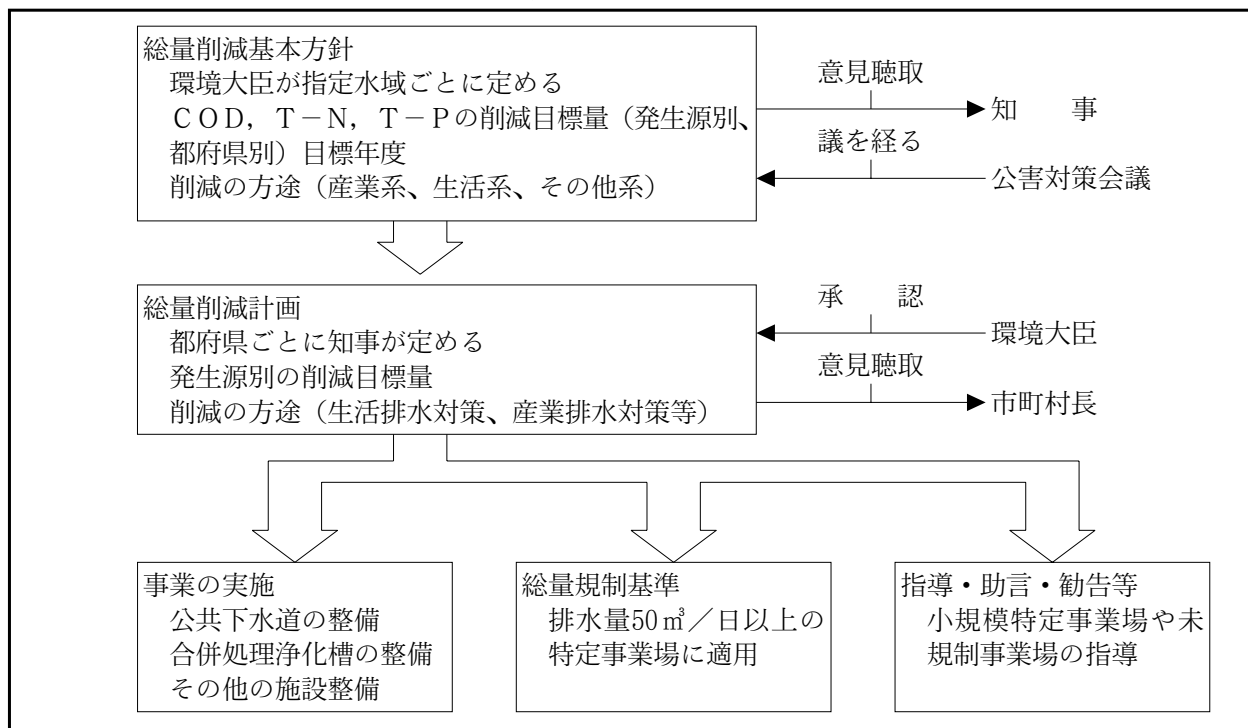 総量削減基本方針
環境大臣が指定水域ごとに定める
ＣＯＤ，Ｔ－Ｎ，Ｔ－Ｐの削減目標量（発生源別、
都府県別）目標年度
削減の方途（産業系、生活系、その他系）
意見聴取
知　　事
議を経る
公害対策会議
総量削減計画
都府県ごとに知事が定める
発生源別の削減目標量
削減の方途（生活排水対策、産業排水対策等）
承　　認
環境大臣
意見聴取
市町村長
事業の実施
公共下水道の整備
合併処理浄化槽の整備
その他の施設整備
総量規制基準
排水量50㎥／日以上の
特定事業場に適用
指導・助言・勧告等
小規模特定事業場や未
規制事業場の指導